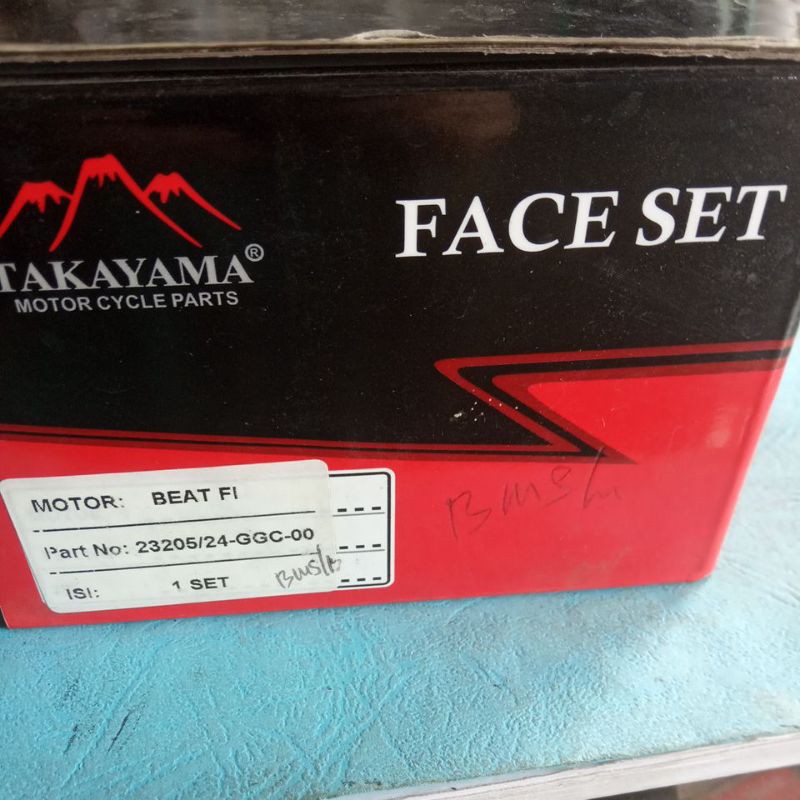 FACE SET
TAKAYAMA®
MOTOR CYCLE PARTS
MOTOR: BEAT FI
Part No: 23205/24-GGC-00
ISI: 1 SET